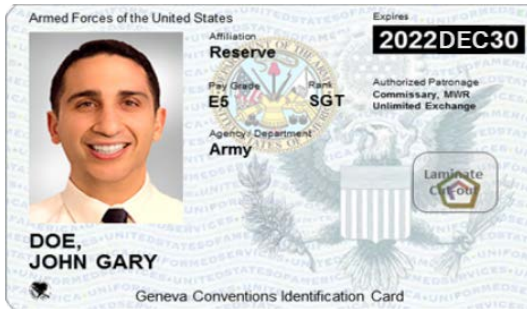 Armed Forces of the United States
Affiliation
Reserve
Pay Grade
Rank
E5
SGT
Agency/ Department
Army
Expires
2022DEC30
Authorized Patronage
Commissary, MWR
Unlimited Exchange
Laminate
Cut-out
DOE,
JOHN GARY
Geneva Conventions Identification Card